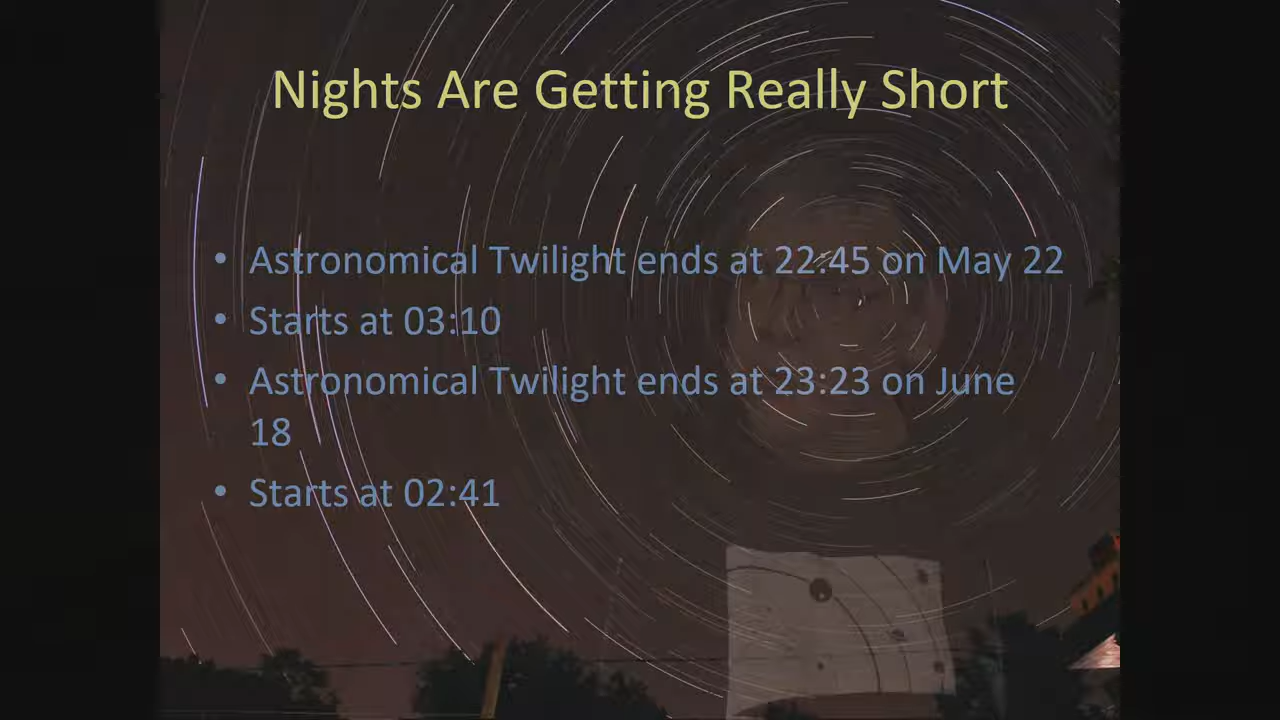 Nights Are Getting Really Short
• Astronomical Twilight ends at 22:45 on May 22
• Starts at 03:10
• Astronomical Twilight ends at 23:23 on June
18
• Starts at 02:41